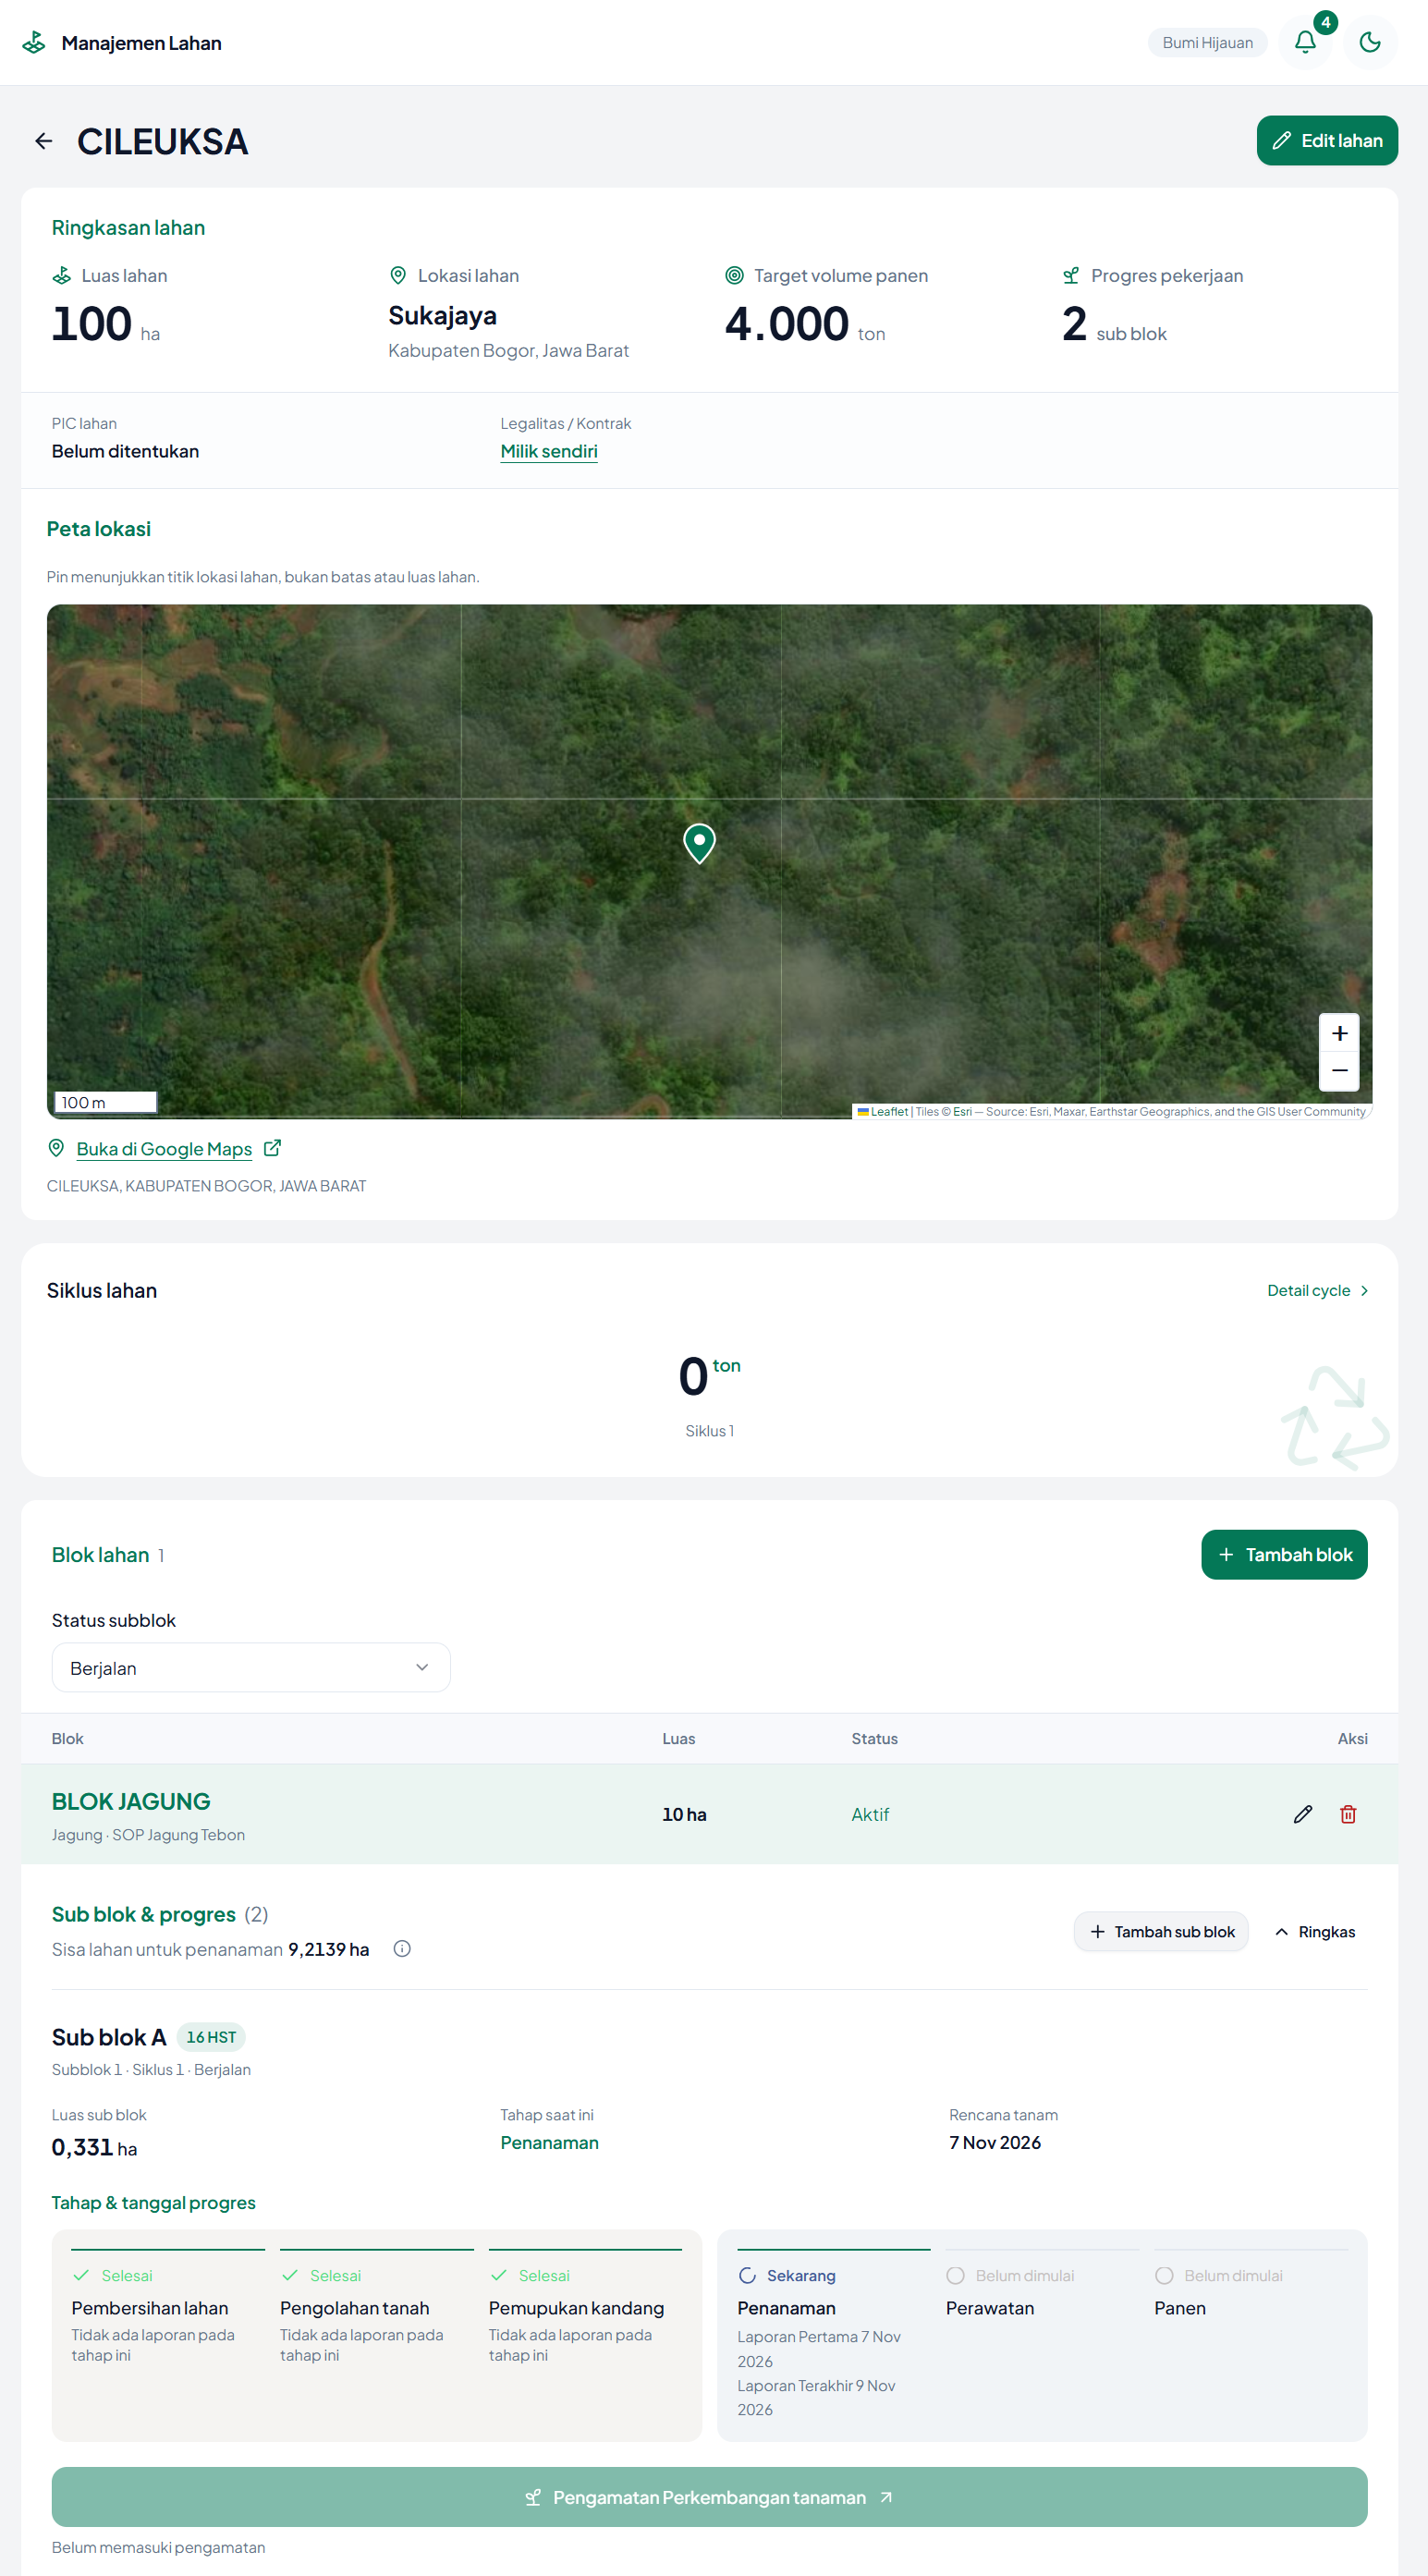 Manajemen Lahan
Bumi Hijauan
4
CILEUKSA
Edit lahan
Ringkasan lahan
Luas lahan
100 ha
Lokasi lahan
Sukajaya
Kabupaten Bogor, Jawa Barat
Target volume panen
4.000 ton
Progres pekerjaan
2 sub blok
PIC lahan
Belum ditentukan
Legalitas / Kontrak
Milik sendiri
Peta lokasi
Pin menunjukkan titik lokasi lahan, bukan batas atau luas lahan.
+
−
100 m
Leaflet | Tiles © Esri — Source: Esri, Maxar, Earthstar Geographics, and the GIS User Community
Buka di Google Maps
CILEUKSA, KABUPATEN BOGOR, JAWA BARAT
Siklus lahan
Detail cycle
0 ton
Siklus 1
Blok lahan 1
Tambah blok
Status subblok
Berjalan
Blok Luas Status Aksi
BLOK JAGUNG
Jagung · SOP Jagung Tebon
10 ha
Aktif
Sub blok & progres (2)
Sisa lahan untuk penanaman 9,2139 ha
Tambah sub blok
Ringkas
Sub blok A 16 HST
Subblok 1 · Siklus 1 · Berjalan
Luas sub blok
0,331 ha
Tahap saat ini
Penanaman
Rencana tanam
7 Nov 2026
Tahap & tanggal progres
Selesai
Pembersihan lahan
Tidak ada laporan pada
tahap ini
Selesai
Pengolahan tanah
Tidak ada laporan pada
tahap ini
Selesai
Pemupukan kandang
Tidak ada laporan pada
tahap ini
Sekarang
Penanaman
Laporan Pertama 7 Nov
2026
Laporan Terakhir 9 Nov
2026
Belum dimulai
Perawatan
Belum dimulai
Panen
Pengamatan Perkembangan tanaman
Belum memasuki pengamatan